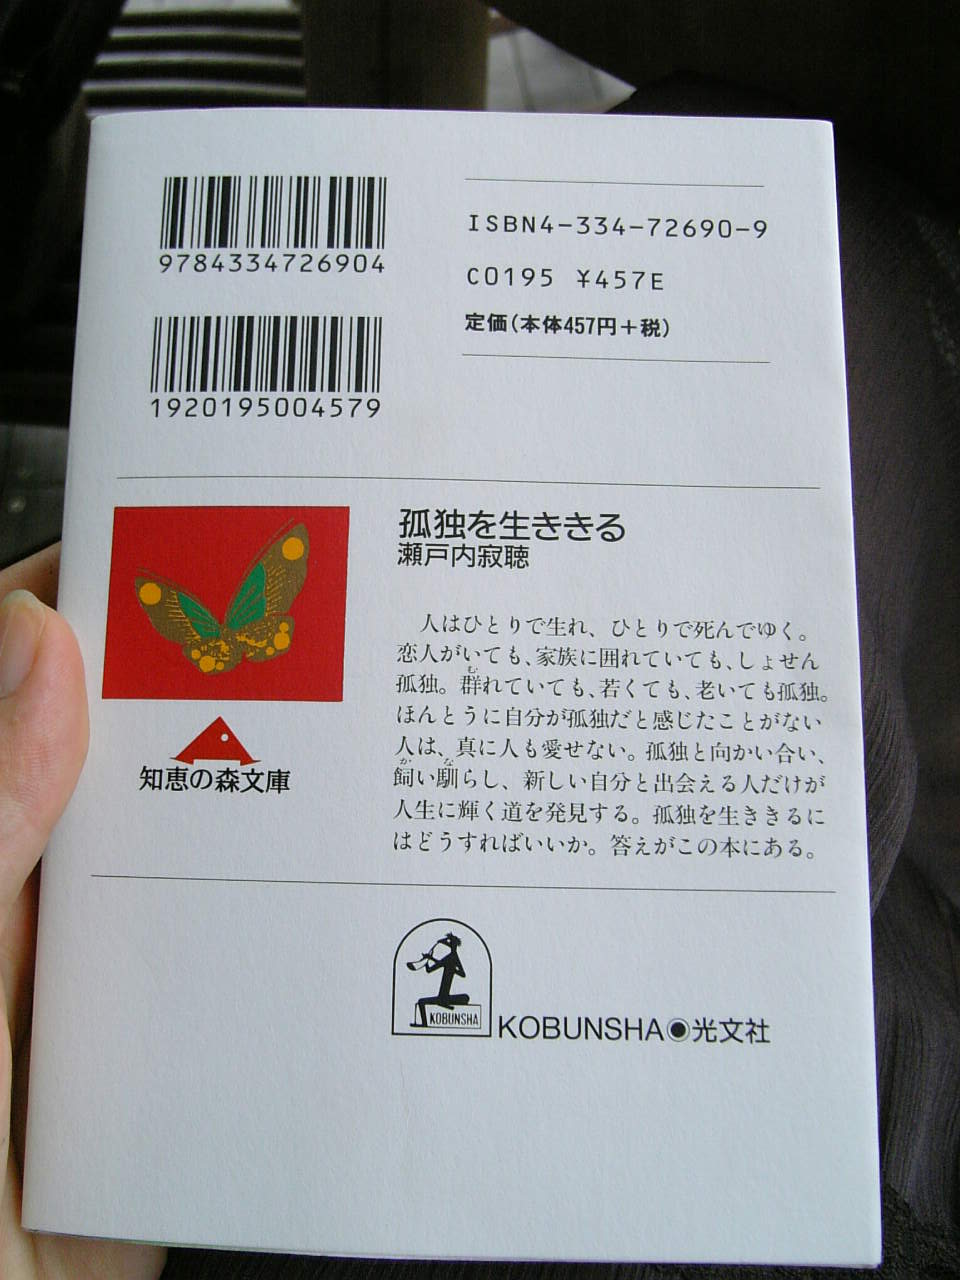 9784334726904
1920195004579
ISBN4-334-72690-9
C0195 ¥457E
定価(本体457円+税)
孤独を生ききる
瀬戸内寂聴
人はひとりで生れ、ひとりで死んでゆく。
恋人がいても、家族に囲れていても、しょせん
孤独。群れていても、若くても、老いても孤独。
ほんとうに自分が孤独だと感じたことがない
人は、真に人も愛せない。孤独と向かい合い、
飼い馴らし、新しい自分と出会える人だけが
人生に輝く道を発見する。孤独を生ききるに
はどうすればいいか。答えがこの本にある。
知恵の森文庫
KOBUNSHA
KOBUNSHA◉光文社